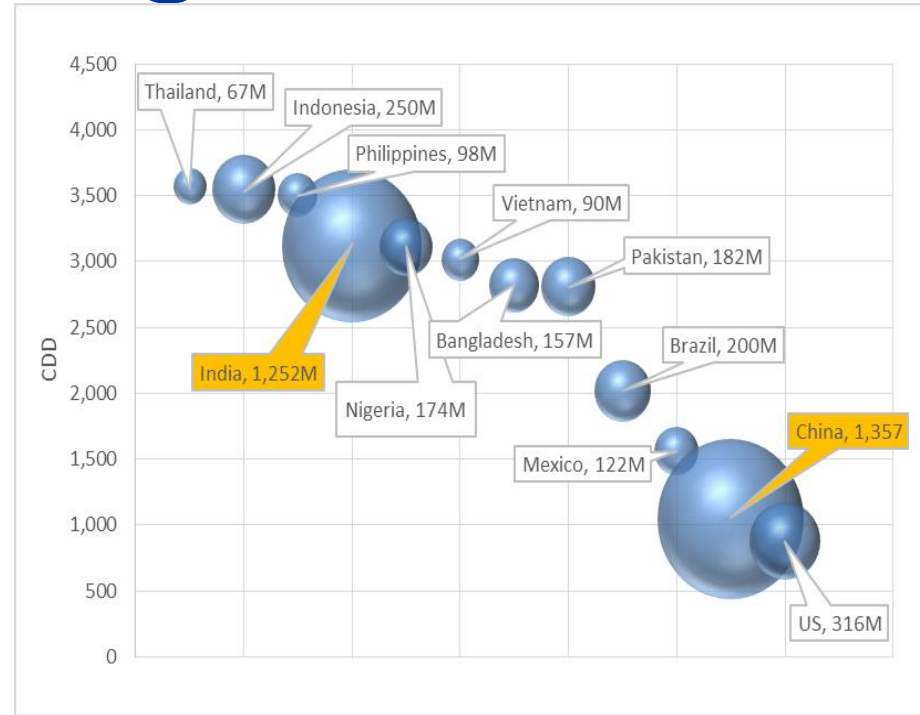 4,500
4,000
3,500
3,000
2,500
2,000
1,500
1,000
500
0
CDD
Thailand, 67M
Indonesia, 250M
Philippines, 98M
Vietnam, 90M
Pakistan, 182M
Bangladesh, 157M
India, 1,252M
Nigeria, 174M
Brazil, 200M
China, 1,357
Mexico, 122M
US, 316M